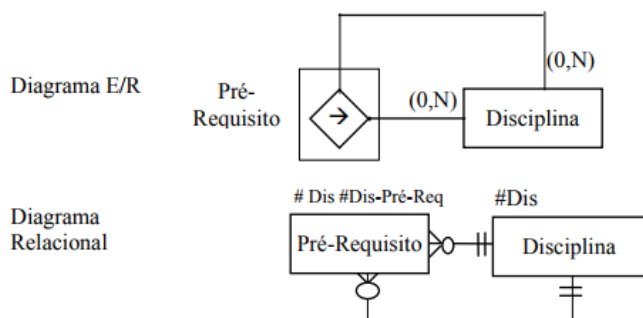 (0,N)
Diagrama E/R
Pré-
Requisito
(0,N)
Disciplina
→
# Dis #Dis-Pré-Req
#Dis
Diagrama
Relacional
Pré-Requisito
Disciplina